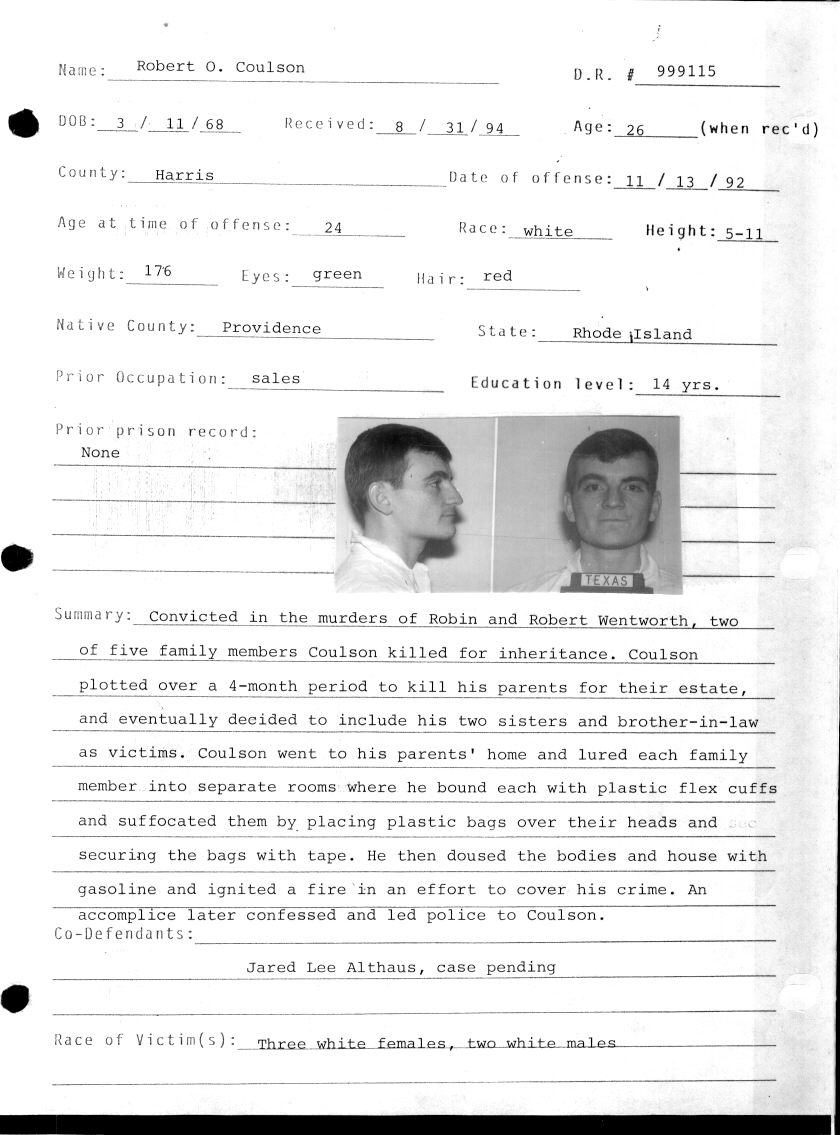 Name: Robert O. Coulson D.R. # 999115
DOB: 3 / 11 / 68 Received: 8 / 31 / 94 Age: 26 (when rec'd)
County: Harris Date of offense: 11 / 13 / 92
Age at time of offense: 24 Race: white Height: 5-11
Weight: 176 Eyes: green Hair: red
Native County: Providence State: Rhode Island
Prior Occupation: sales Education level: 14 yrs.
Prior prison record:
None
TEXAS
Summary: Convicted in the murders of Robin and Robert Wentworth, two
of five family members Coulson killed for inheritance. Coulson
plotted over a 4-month period to kill his parents for their estate,
and eventually decided to include his two sisters and brother-in-law
as victims. Coulson went to his parents' home and lured each family
member into separate rooms where he bound each with plastic flex cuffs
and suffocated them by placing plastic bags over their heads and
securing the bags with tape. He then doused the bodies and house with
gasoline and ignited a fire in an effort to cover his crime. An
accomplice later confessed and led police to Coulson.
Co-Defendants:
Jared Lee Althaus, case pending
Race of Victim(s): Three white females, two white males